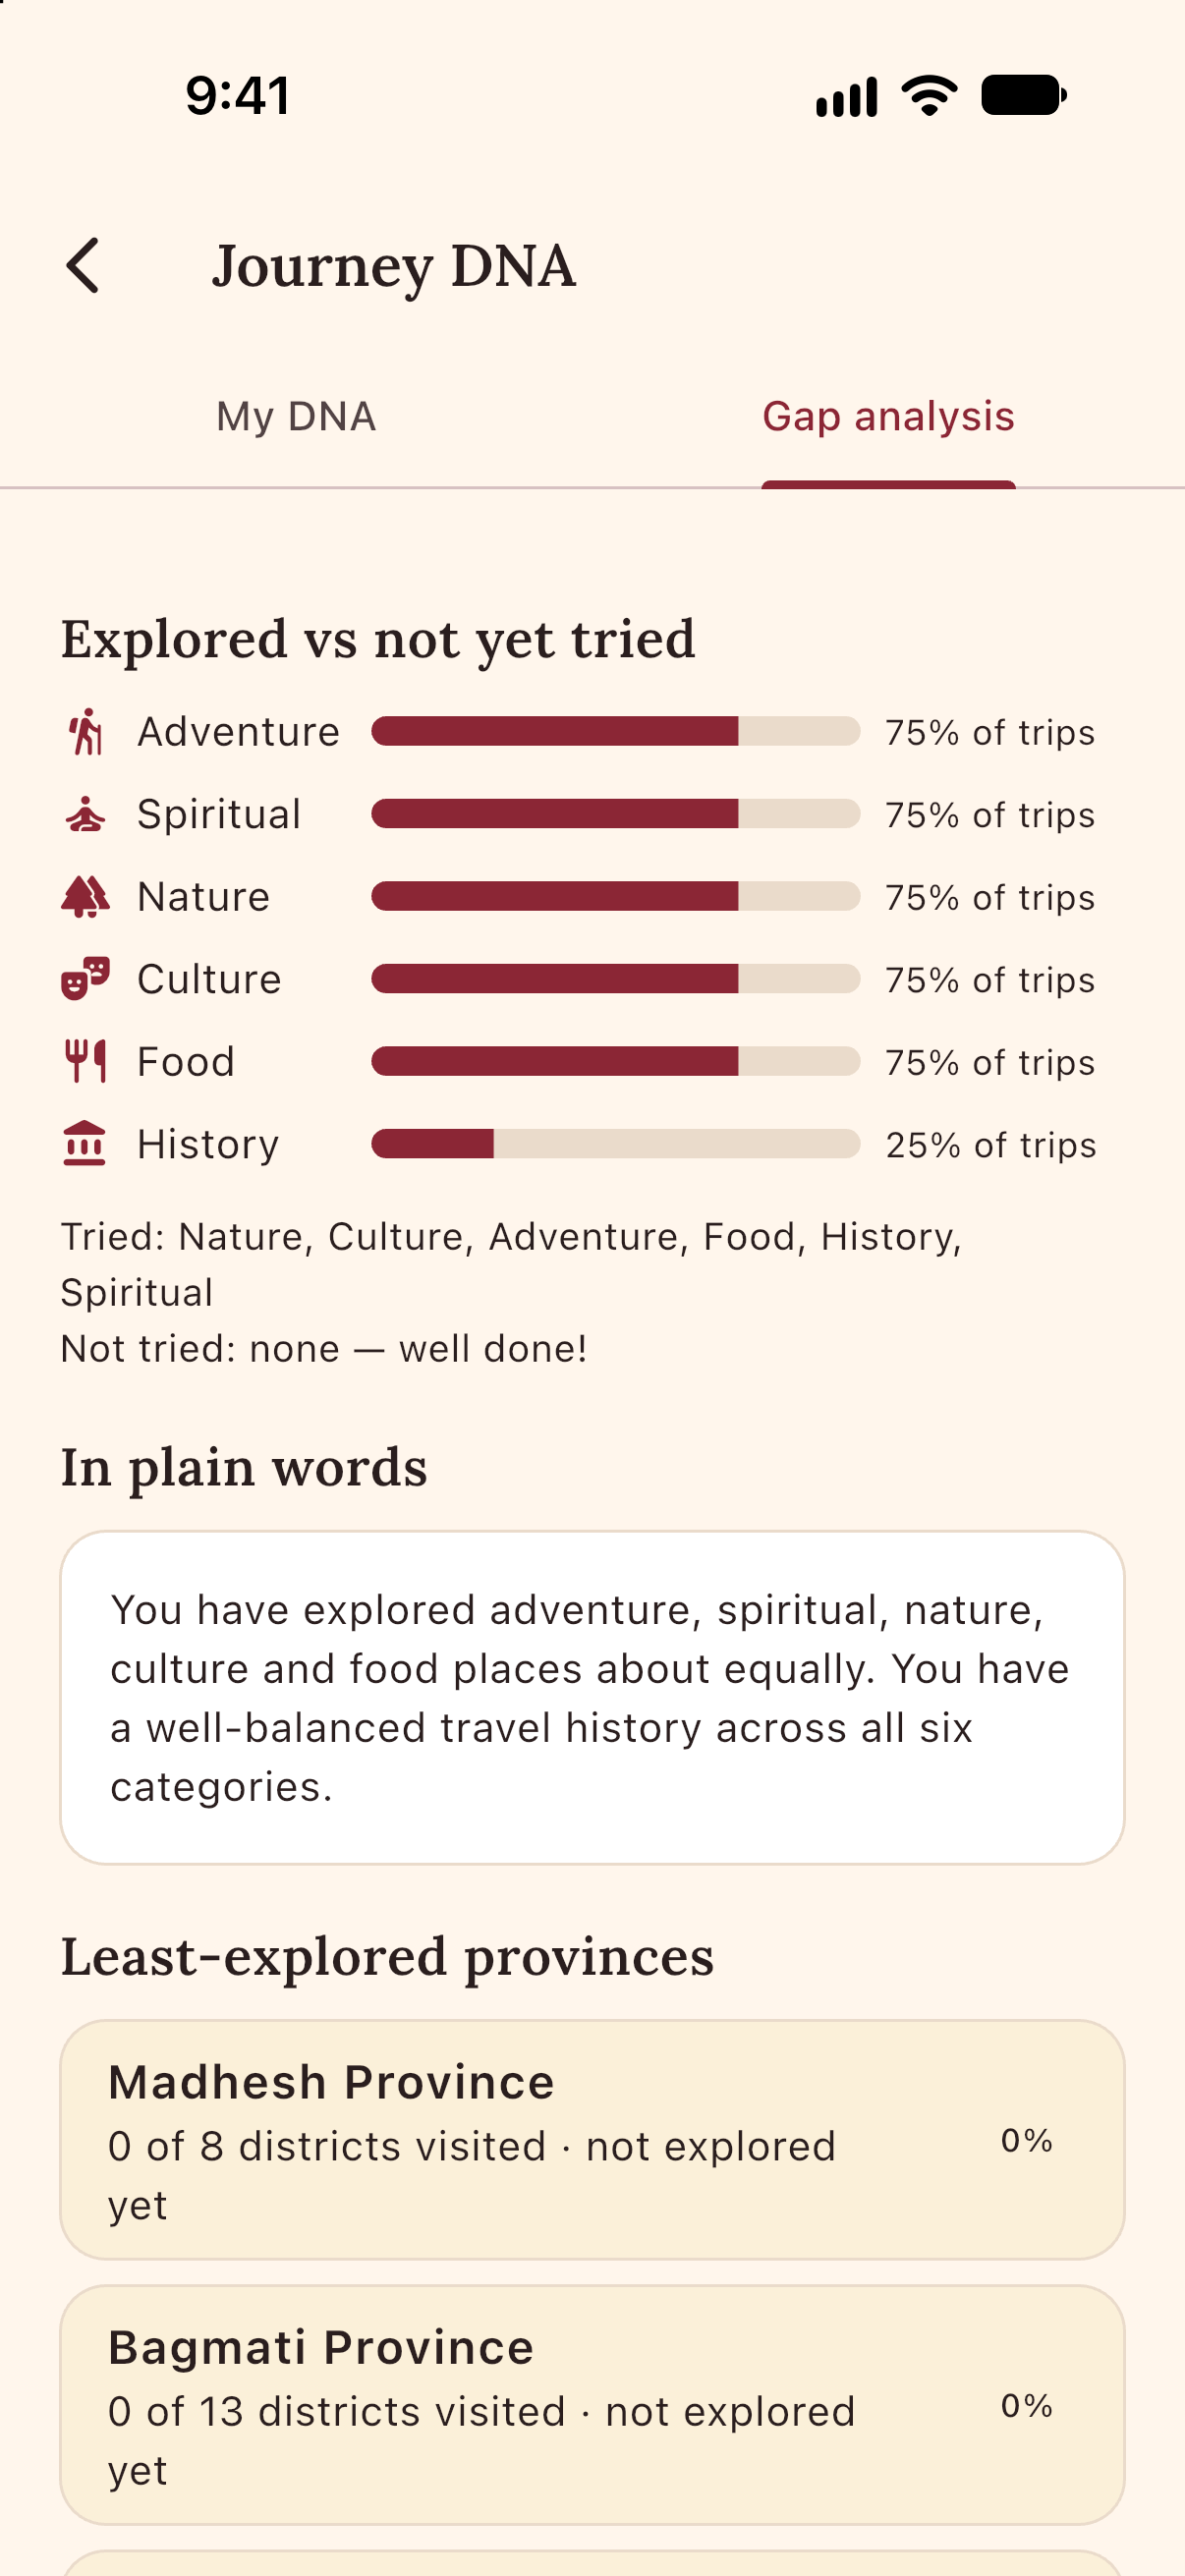 9:41
Journey DNA
My DNA
Gap analysis
Explored vs not yet tried
Adventure 75% of trips
Spiritual 75% of trips
Nature 75% of trips
Culture 75% of trips
Food 75% of trips
History 25% of trips
Tried: Nature, Culture, Adventure, Food, History,
Spiritual
Not tried: none — well done!
In plain words
You have explored adventure, spiritual, nature,
culture and food places about equally. You have
a well-balanced travel history across all six
categories.
Least-explored provinces
Madhesh Province
0 of 8 districts visited · not explored
yet
0%
Bagmati Province
0 of 13 districts visited · not explored
yet
0%